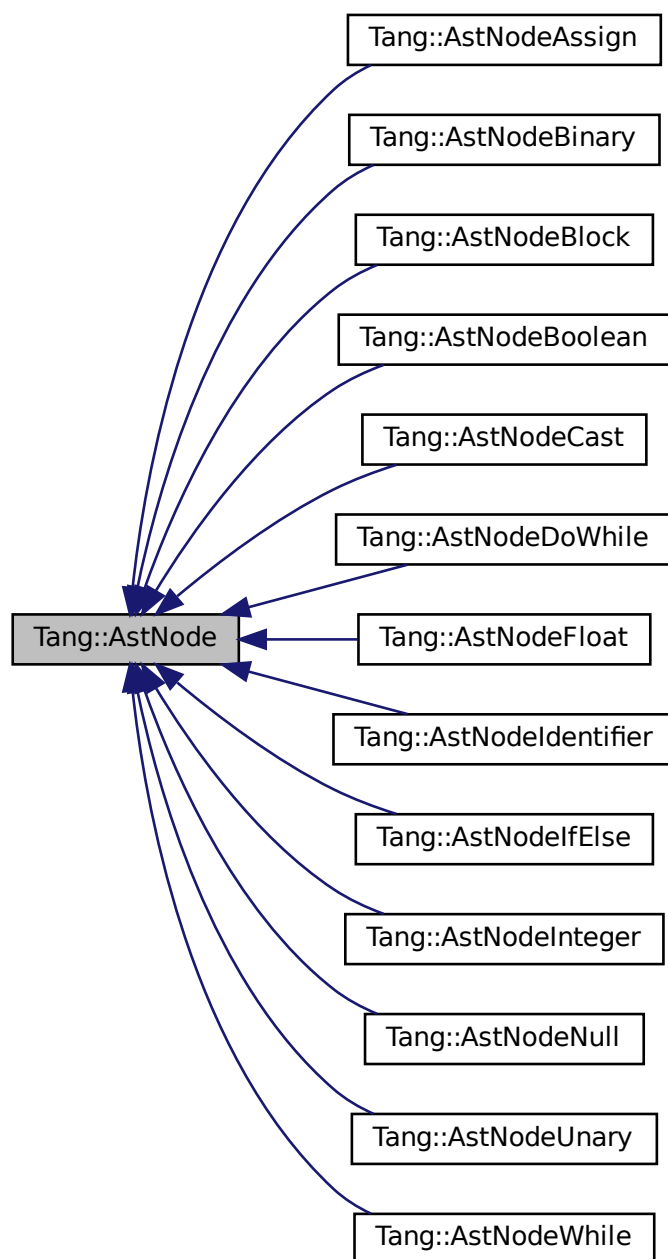 Tang::AstNodeAssign
Tang::AstNodeBinary
Tang::AstNodeBlock
Tang::AstNodeBoolean
Tang::AstNodeCast
Tang::AstNodeDoWhile
Tang::AstNode
Tang::AstNodeFloat
Tang::AstNodeIdentifier
Tang::AstNodeIfElse
Tang::AstNodeInteger
Tang::AstNodeNull
Tang::AstNodeUnary
Tang::AstNodeWhile